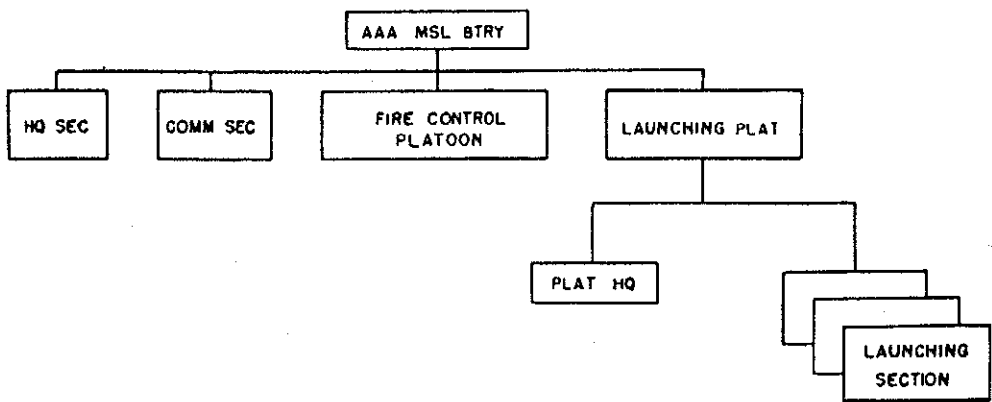 AAA MSL BTRY
HQ SEC
COMM SEC
FIRE CONTROL
PLATOON
LAUNCHING PLAT
PLAT HQ
LAUNCHING
SECTION